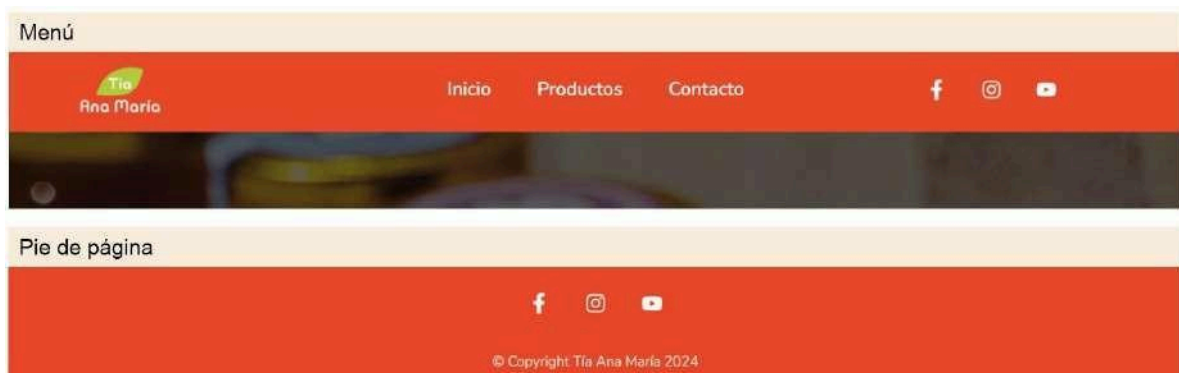 Menú
Tía
Ana María
Inicio Productos Contacto
Pie de página
© Copyright Tía Ana María 2024